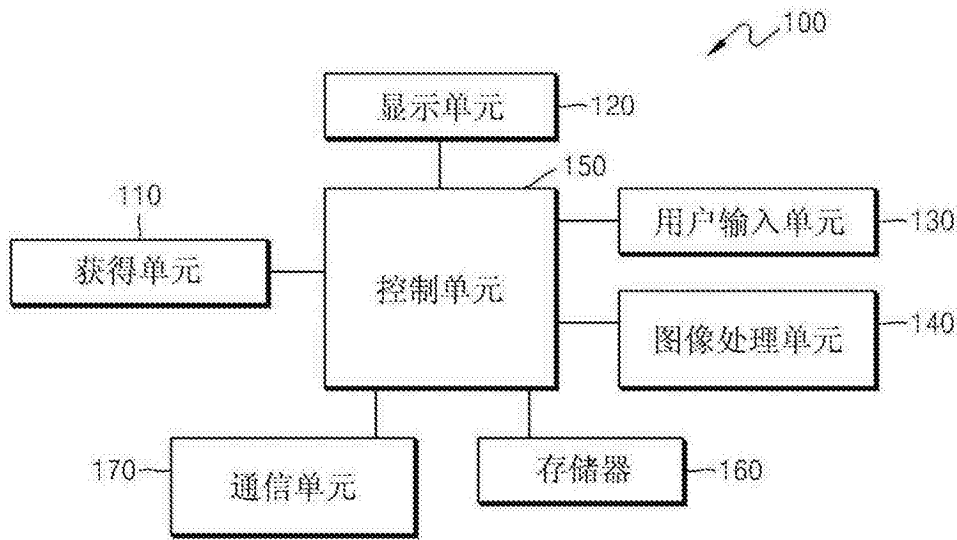 100
显示单元
120
150
110
用户输入单元
130
获得单元
控制单元
图像处理单元
140
170
通信单元
存储器
160